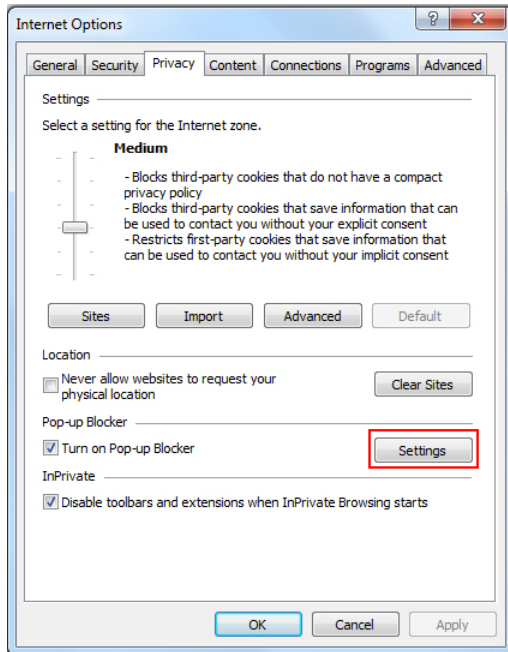 Internet Options
?
X
General Security Privacy Content Connections Programs Advanced
Settings
Select a setting for the Internet zone.
Medium
- Blocks third-party cookies that do not have a compact
privacy policy
- Blocks third-party cookies that save information that can
be used to contact you without your explicit consent
- Restricts first-party cookies that save information that
can be used to contact you without your implicit consent
Sites Import Advanced Default
Location
Never allow websites to request your
physical location
Clear Sites
Pop-up Blocker
Turn on Pop-up Blocker
Settings
InPrivate
Disable toolbars and extensions when InPrivate Browsing starts
OK Cancel Apply